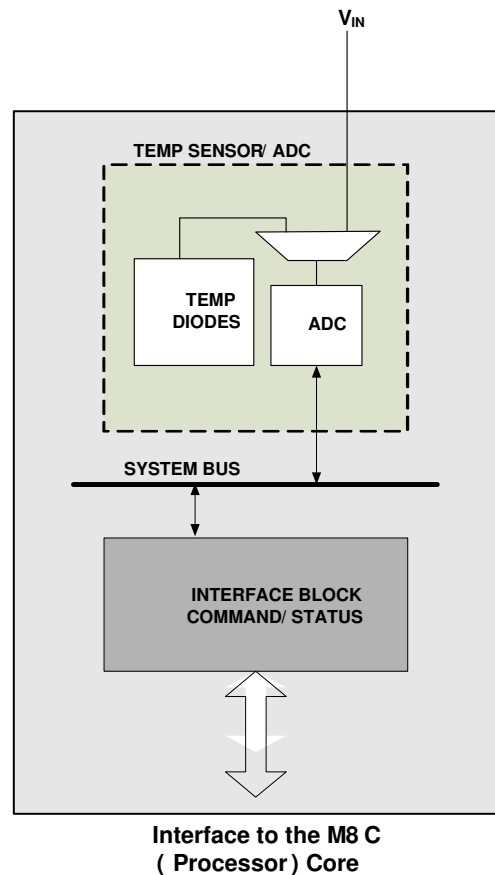 VIN
TEMP SENSOR/ ADC
TEMP
DIODES
ADC
SYSTEM BUS
INTERFACE BLOCK
COMMAND/ STATUS
Interface to the M8 C
( Processor ) Core